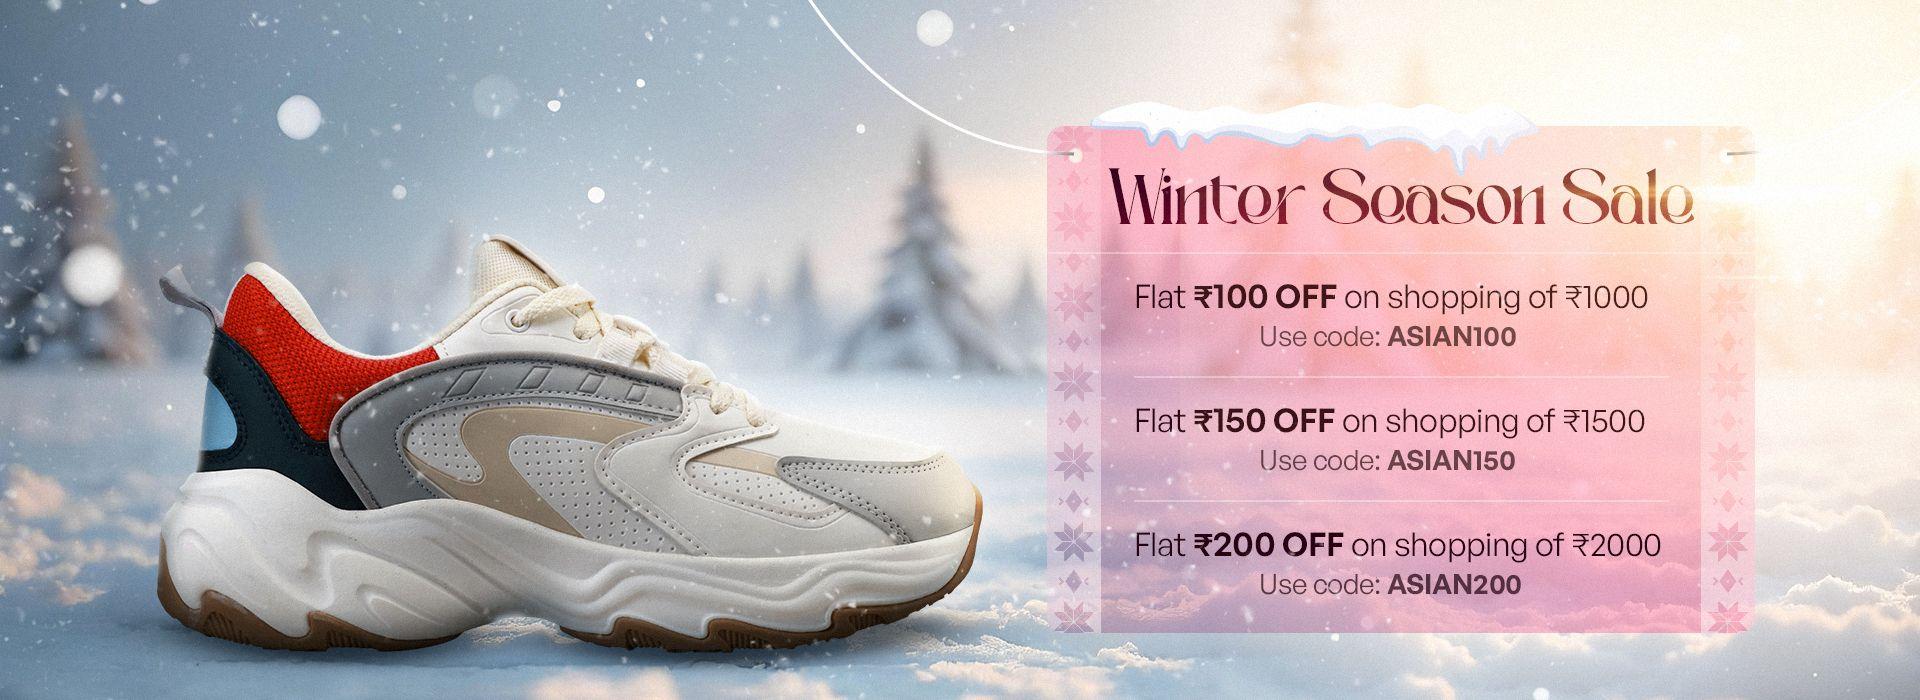 Winter Season Sale
Flat ₹100 OFF on shopping of ₹1000
Use code: ASIAN100
Flat ₹150 OFF on shopping of ₹1500
Use code: ASIAN150
Flat ₹200 OFF on shopping of ₹2000
Use code: ASIAN200